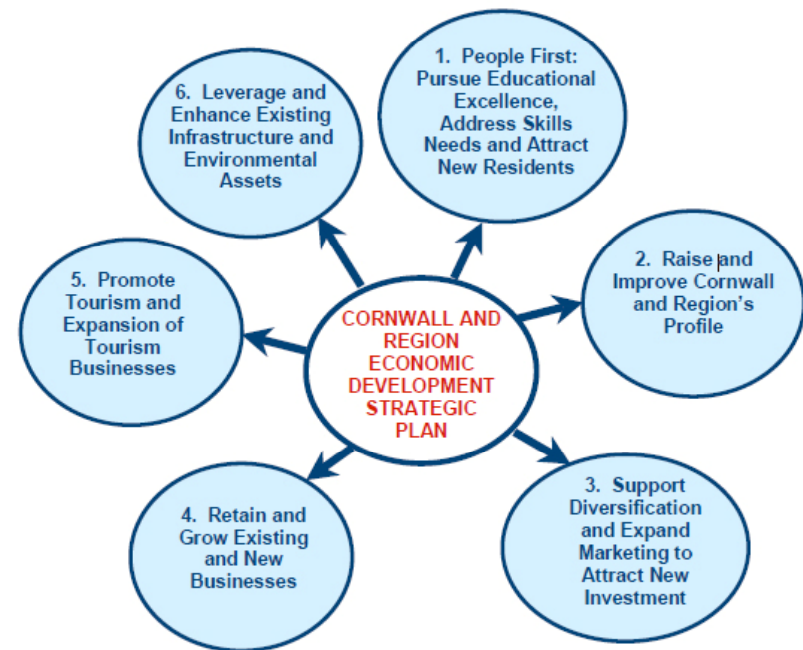 1. People First:
Pursue Educational
Excellence,
Address Skills
Needs and Attract
New Residents
2. Raise and
Improve Cornwall
and Region's
Profile
3. Support
Diversification
and Expand
Marketing to
Attract New
Investment
4. Retain and
Grow Existing
and New
Businesses
5. Promote
Tourism and
Expansion of
Tourism
Businesses
6. Leverage and
Enhance Existing
Infrastructure and
Environmental
Assets
CORNWALL AND
REGION
ECONOMIC
DEVELOPMENT
STRATEGIC
PLAN